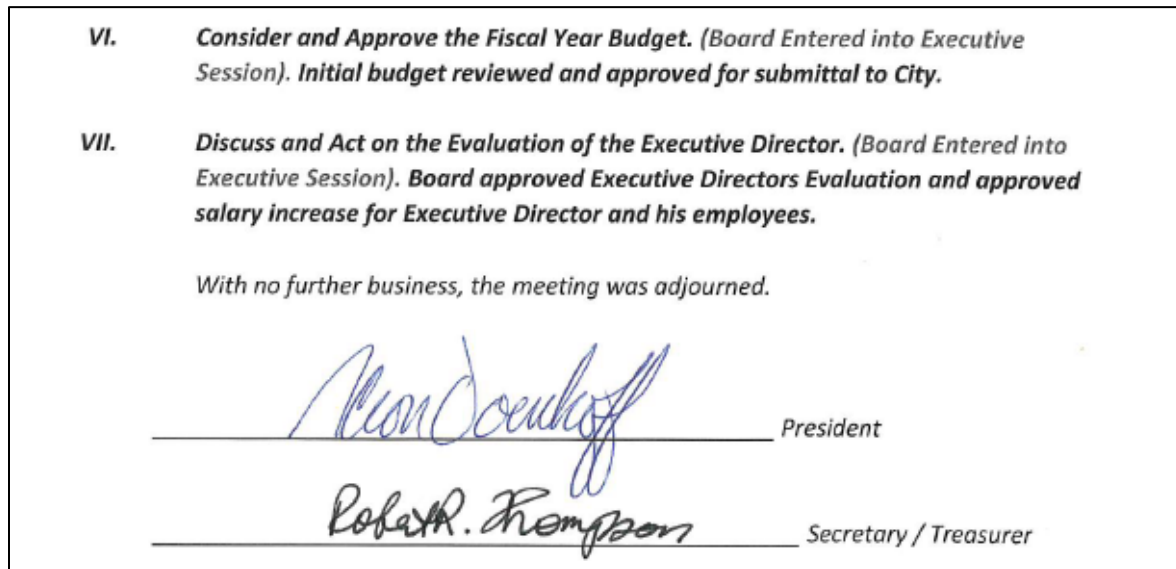 VI. Consider and Approve the Fiscal Year Budget. (Board Entered into Executive
Session). Initial budget reviewed and approved for submittal to City.
VII. Discuss and Act on the Evaluation of the Executive Director. (Board Entered into
Executive Session). Board approved Executive Directors Evaluation and approved
salary increase for Executive Director and his employees.
With no further business, the meeting was adjourned.
President
Robert R. Thompson Secretary / Treasurer